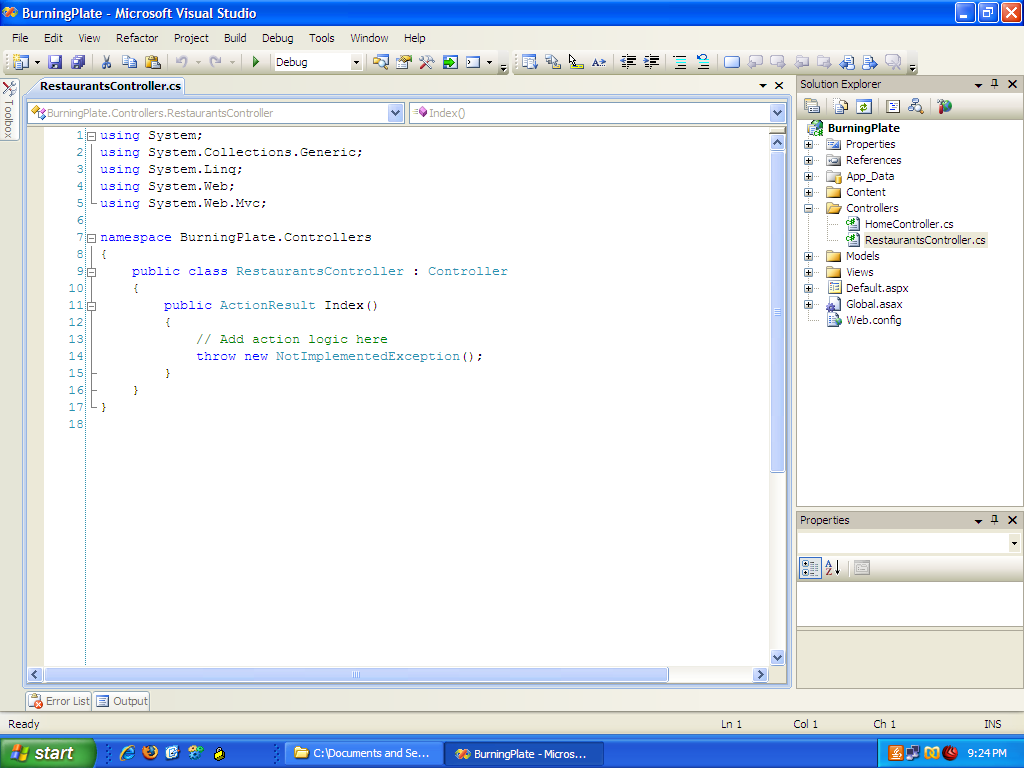 BurningPlate - Microsoft Visual Studio
File Edit View Refactor Project Build Debug Tools Window Help
Debug
Toolbox
RestaurantsController.cs
BurningPlate.Controllers.RestaurantsController
Index()
1 using System;
2 using System.Collections.Generic;
3 using System.Linq;
4 using System.Web;
5 using System.Web.Mvc;
6
7 namespace BurningPlate.Controllers
8 {
9 public class RestaurantsController : Controller
10 {
11 public ActionResult Index()
12 {
13 // Add action logic here
14 throw new NotImplementedException();
15 }
16 }
17 }
18
Solution Explorer
BurningPlate
Properties
References
App_Data
Content
Controllers
HomeController.cs
RestaurantsController.cs
Models
Views
Default.aspx
Global.asax
Web.config
Properties
Error List Output
Ready Ln 1 Col 1 Ch 1 INS
start C:\Documents and Se... BurningPlate - Micros... 9:24 PM